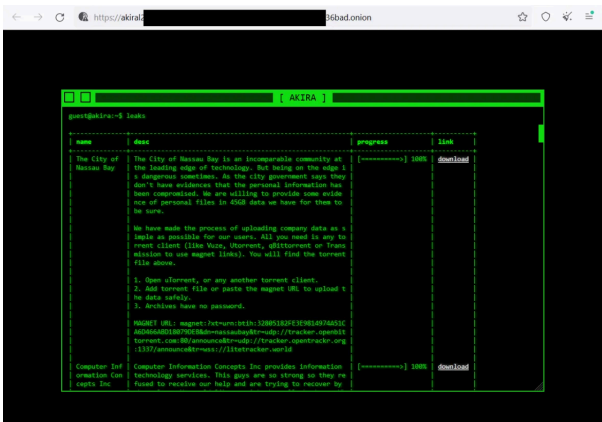 https://akiral2 36bad.onion
[ AKIRA ]
guest@akira:~$ leaks
name | desc | progress | link
The City of | The City of Nassau Bay is an incomparable community at | [==========>] 100% | download
Nassau Bay | the leading edge of technology. But being on the edge i
s dangerous sometimes. As the city government says they
don't have evidences that the personal information has
been compromised. We are willing to provide some evide
nce of personal files in 45GB data we have for them to
be sure.
We have made the process of uploading company data as s
imple as possible for our users. All you need is any to
rrent client (like Vuze, Utorrent, qBittorrent or Trans
mission to use magnet links). You will find the torrent
file above.
1. Open uTorrent, or any another torrent client.
2. Add torrent file or paste the magnet URL to upload t
he data safely.
3. Archives have no password.
MAGNET URL:
Computer Inf | Computer Information Concepts Inc provides information | [==========>] 100% | download
ormation Con | technology services. This guys are so strong so they re
cepts Inc | fused to receive our help and are trying to recover by